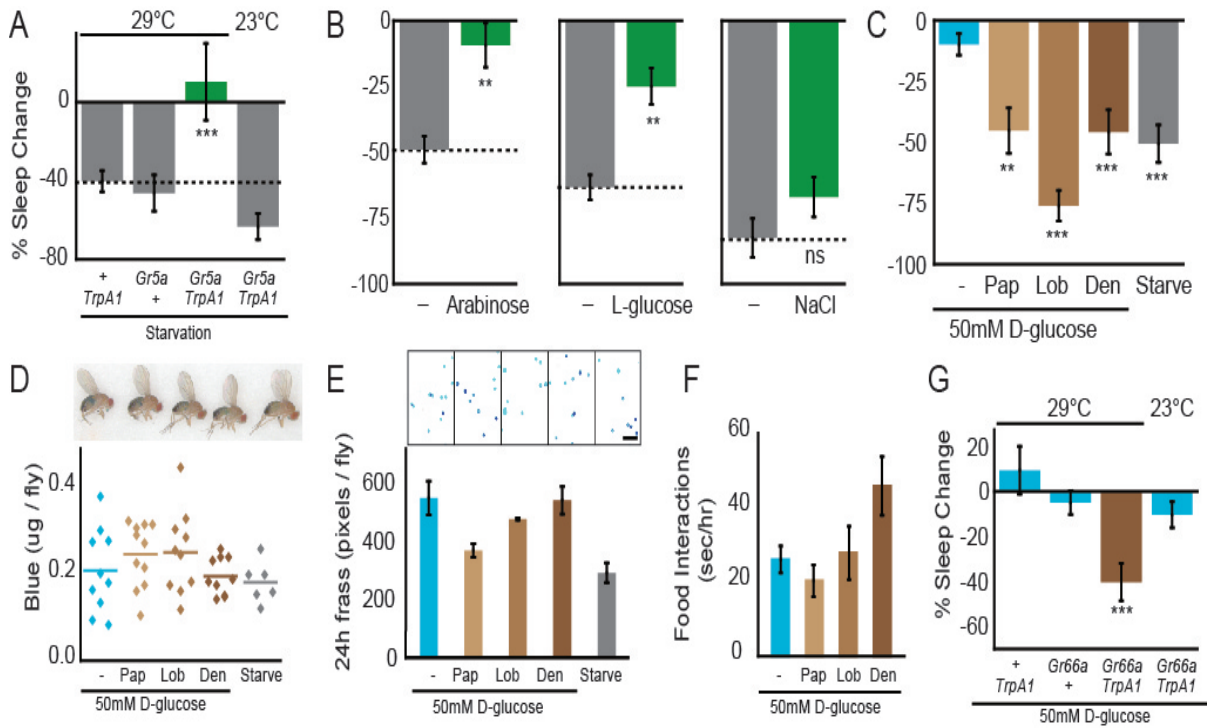 A
29°C
23°C
% Sleep Change
0
-40
-80
***
+
TrpA1
Gr5a
+
Gr5a
TrpA1
Gr5a
TrpA1
Starvation
B
-0
-25
-50
-75
-100
**
– Arabinose
**
– L-glucose
ns
– NaCl
C
0
-25
-50
-75
-100
**
***
***
***
- Pap Lob Den Starve
50mM D-glucose
D
Blue (ug / fly)
0.4
0.2
0.0
- Pap Lob Den Starve
50mM D-glucose
E
24h frass (pixels / fly)
600
400
200
0
- Pap Lob Den Starve
50mM D-glucose
F
Food Interactions
(sec/hr)
60
40
20
0
- Pap Lob Den
50mM D-glucose
G
29°C
23°C
% Sleep Change
20
0
-20
-40
-60
***
+
TrpA1
Gr66a
+
Gr66a
TrpA1
Gr66a
TrpA1
50mM D-glucose